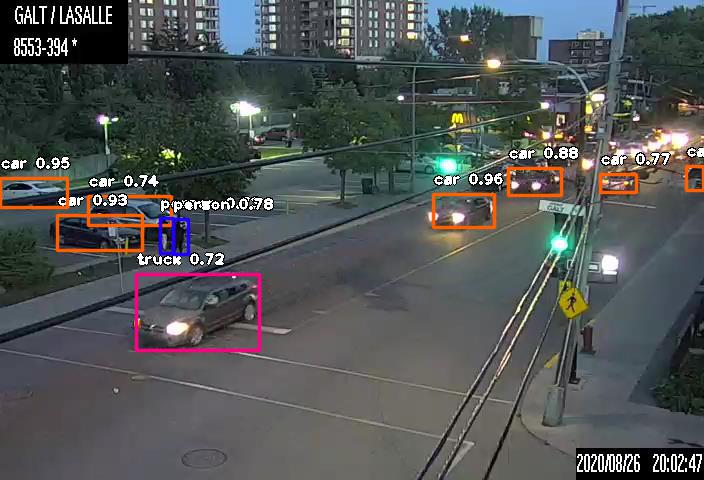 GALT / LASALLE
8553-394 *
car 0.95
car 0.74
car 0.93
person 0.78
truck 0.72
car 0.96
car 0.88
car 0.77
ca
GALT
2020/08/26 20:02:47